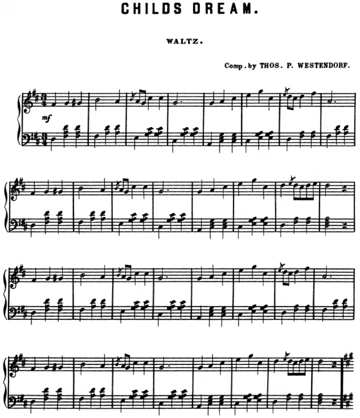 CHILDS DREAM.
WALTZ.
Comp. by THOS. P. WESTENDORF.
mf